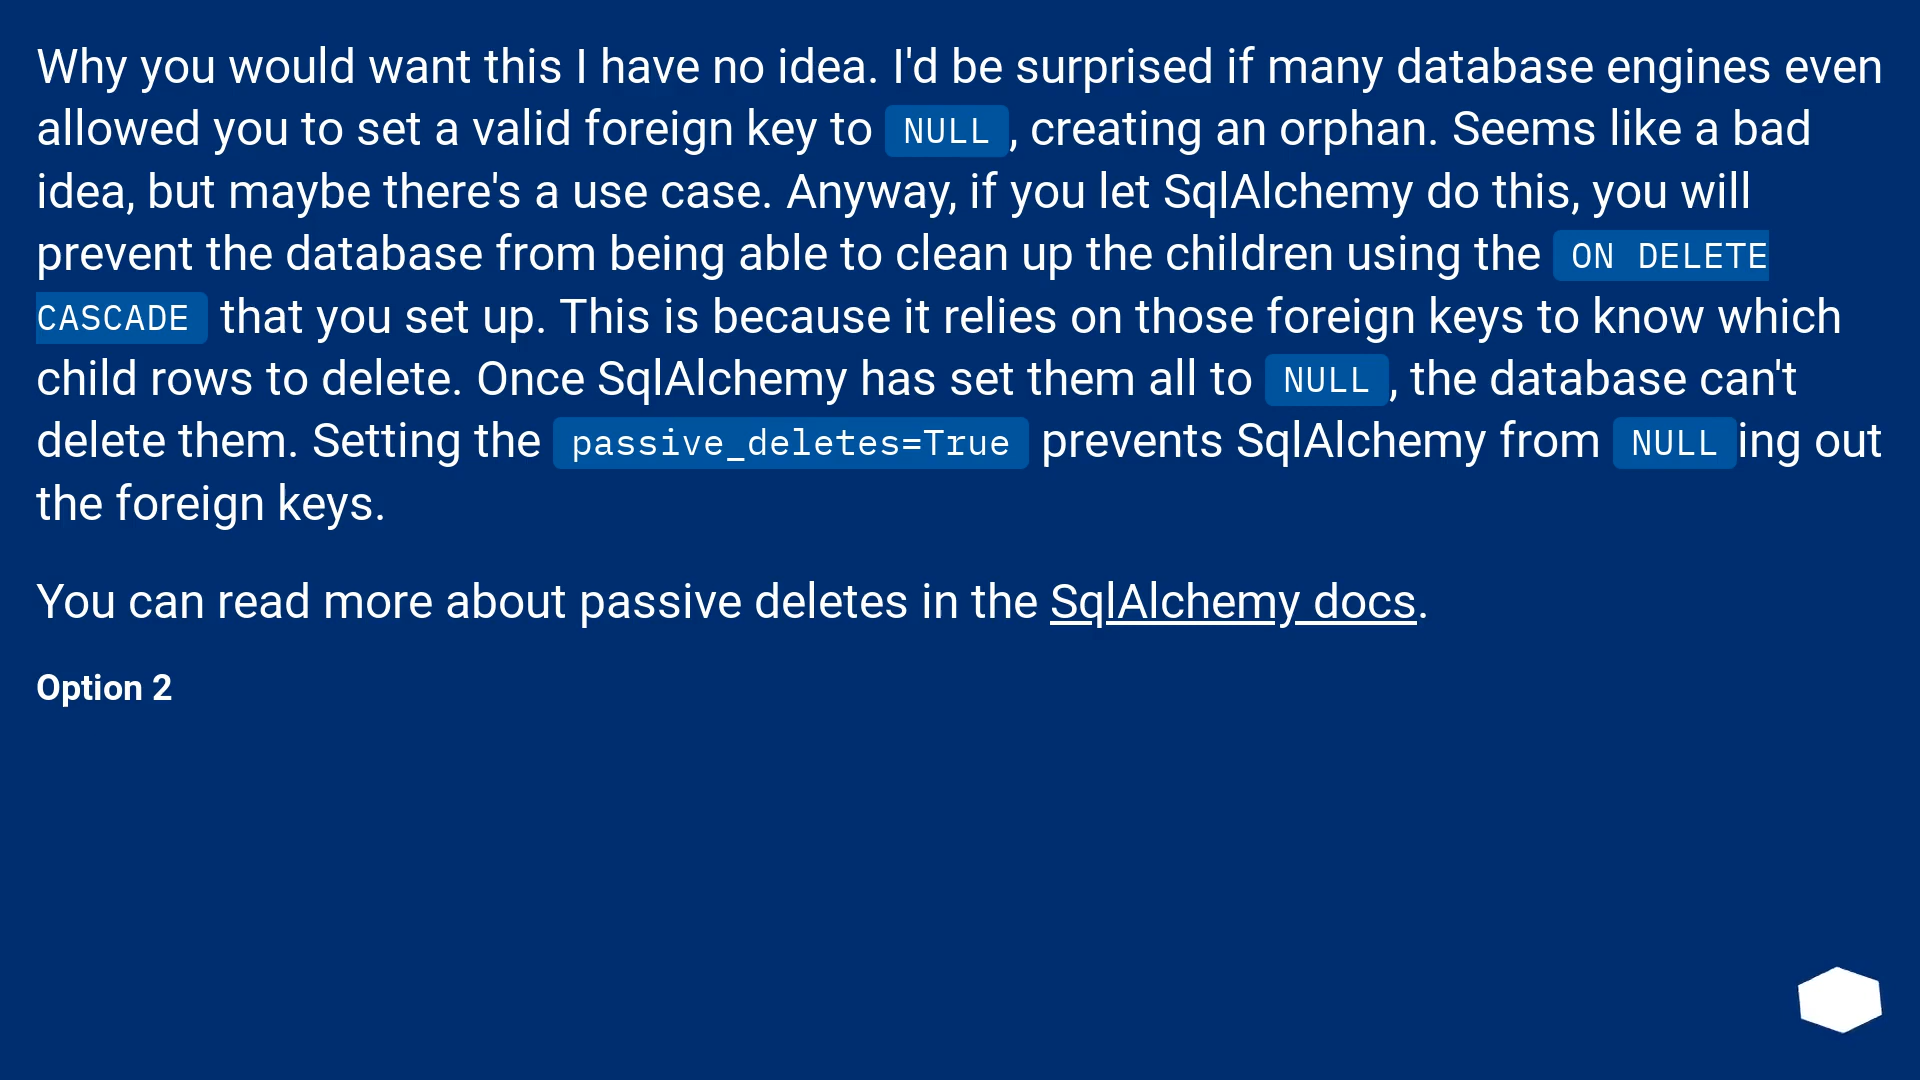 Why you would want this I have no idea. I'd be surprised if many database engines even
allowed you to set a valid foreign key to NULL, creating an orphan. Seems like a bad
idea, but maybe there's a use case. Anyway, if you let SqlAlchemy do this, you will
prevent the database from being able to clean up the children using the ON DELETE
CASCADE that you set up. This is because it relies on those foreign keys to know which
child rows to delete. Once SqlAlchemy has set them all to NULL, the database can't
delete them. Setting the passive_deletes=True prevents SqlAlchemy from NULLing out
the foreign keys.
You can read more about passive deletes in the SqlAlchemy docs.
Option 2